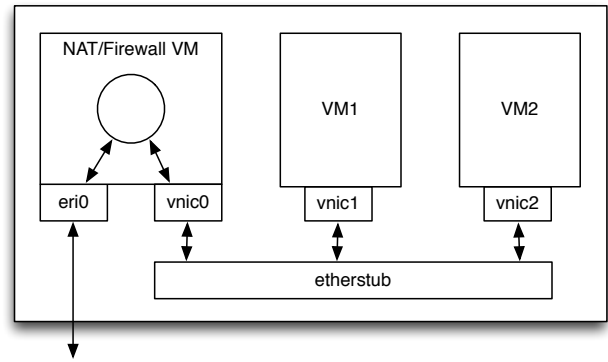 NAT/Firewall VM
VM1
VM2
eri0
vnic0
vnic1
vnic2
etherstub